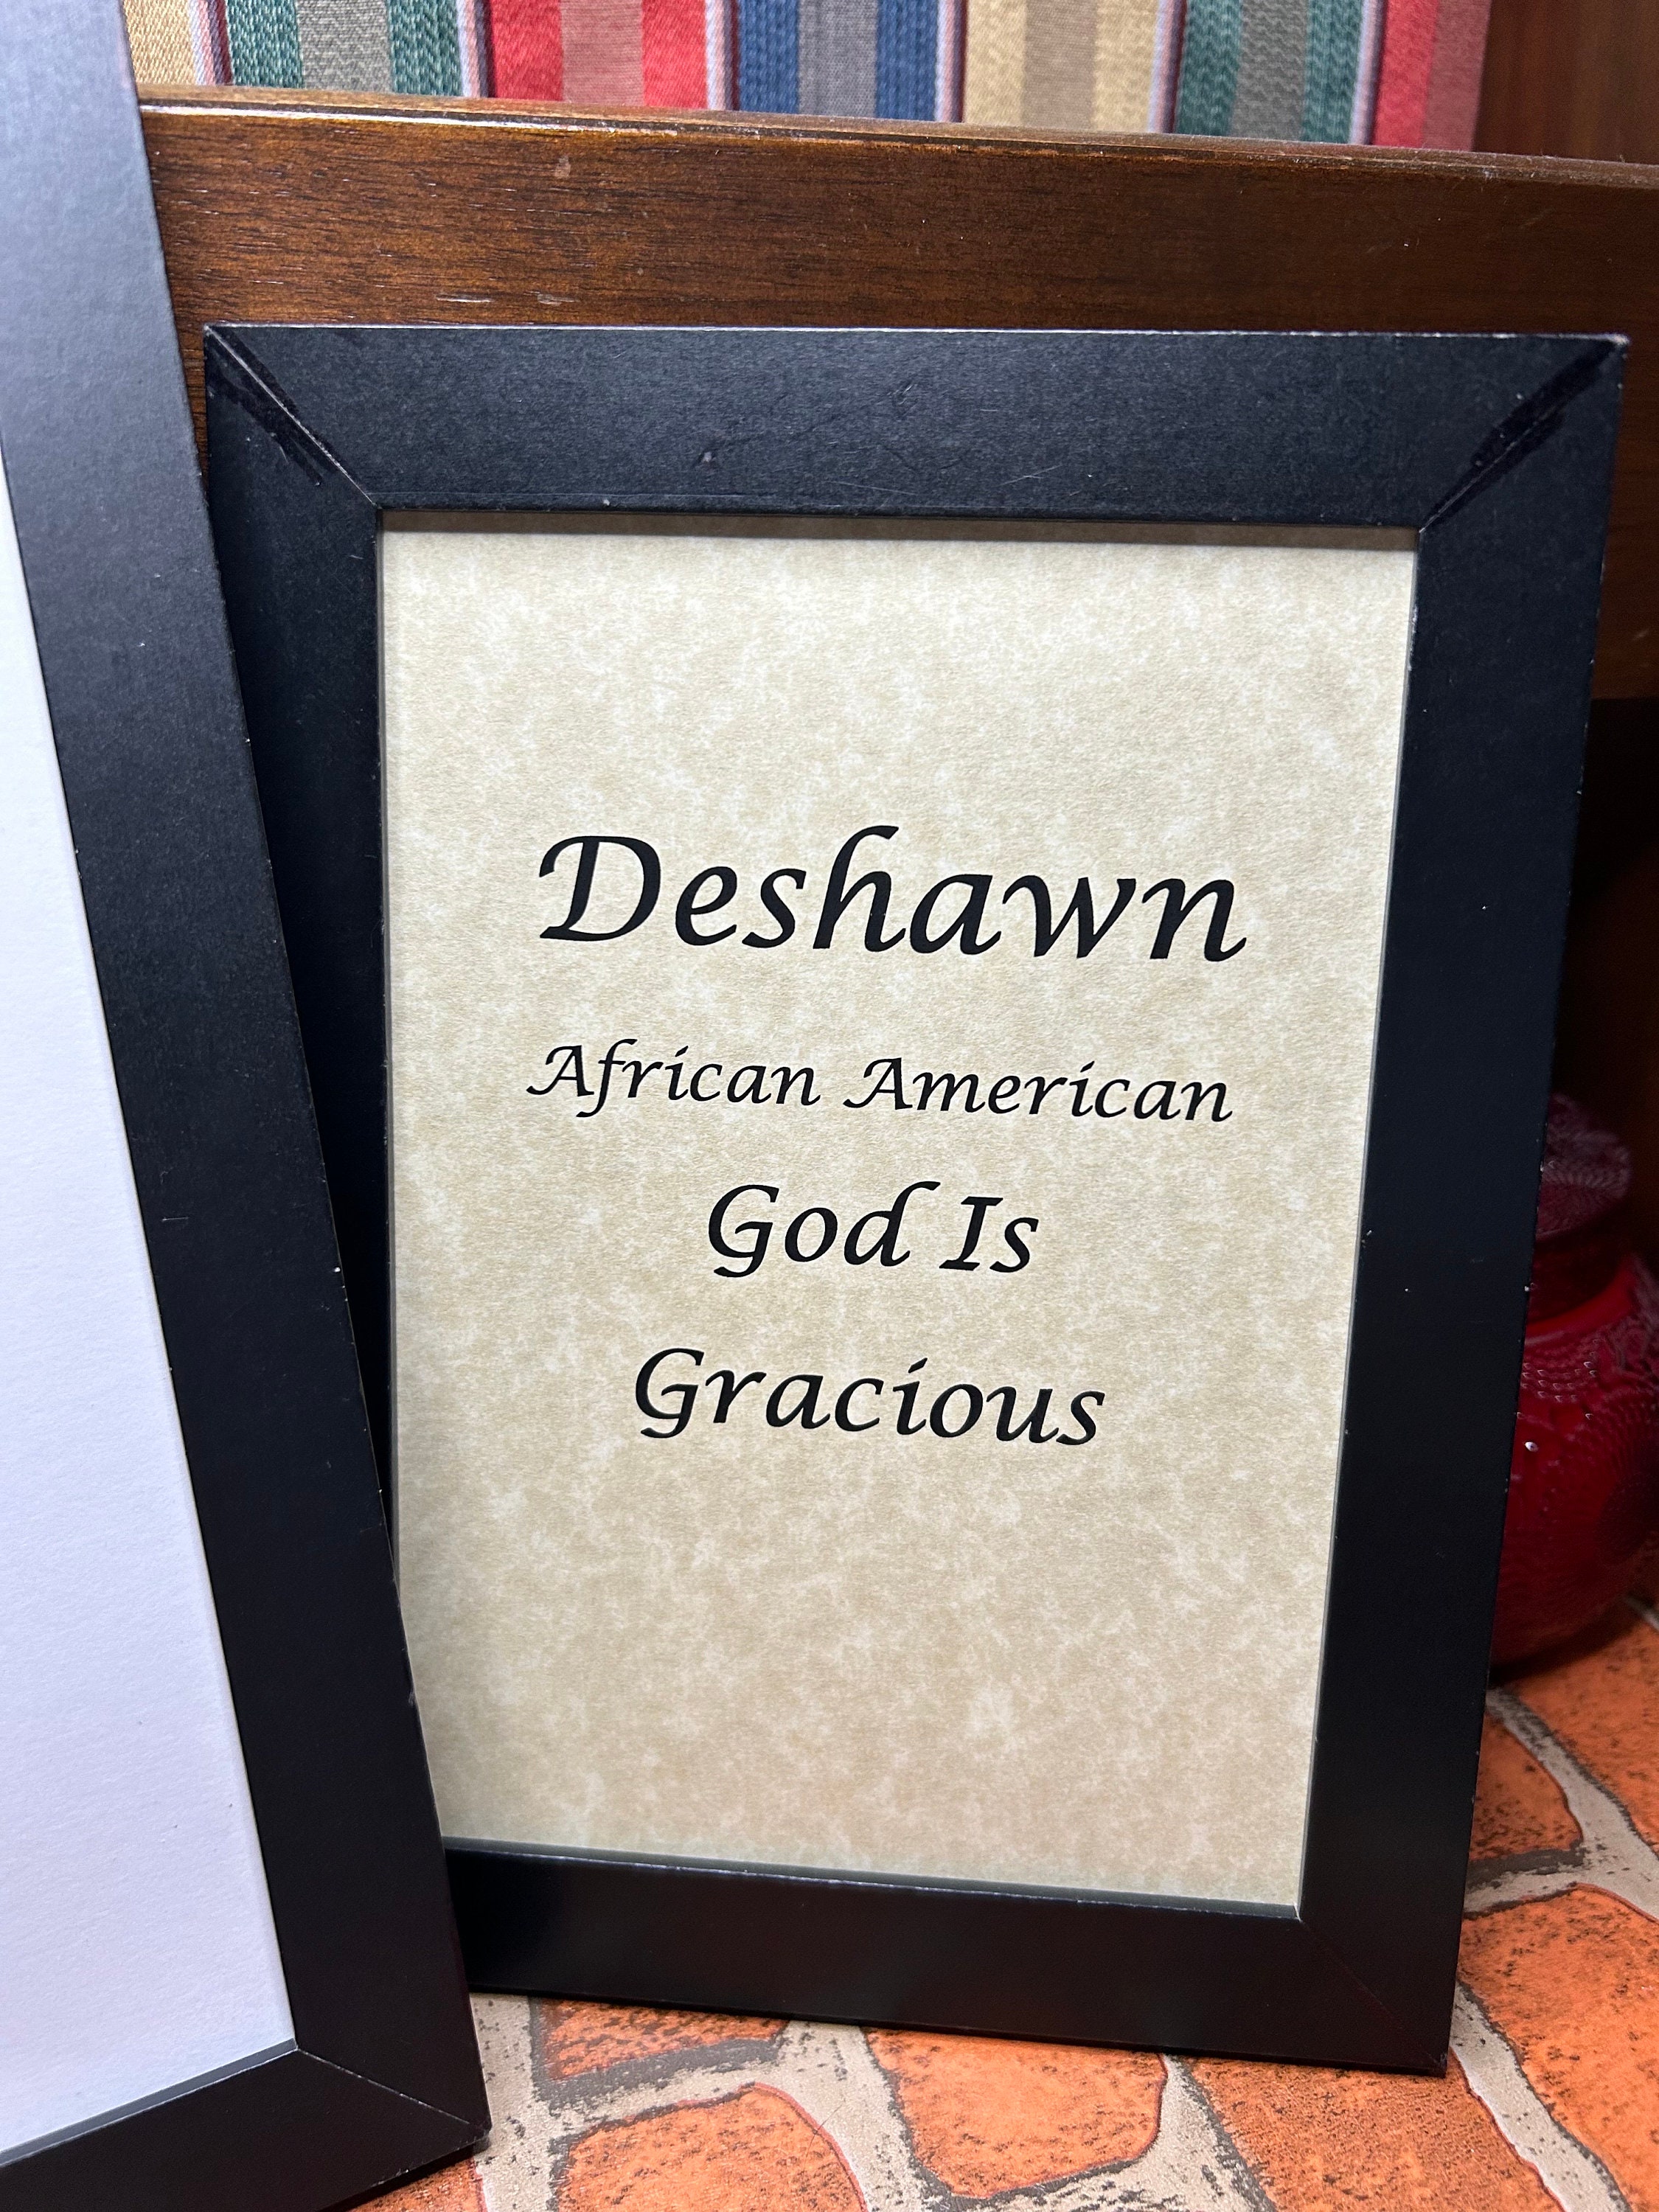 Deshawn
African American
God Is
Gracious